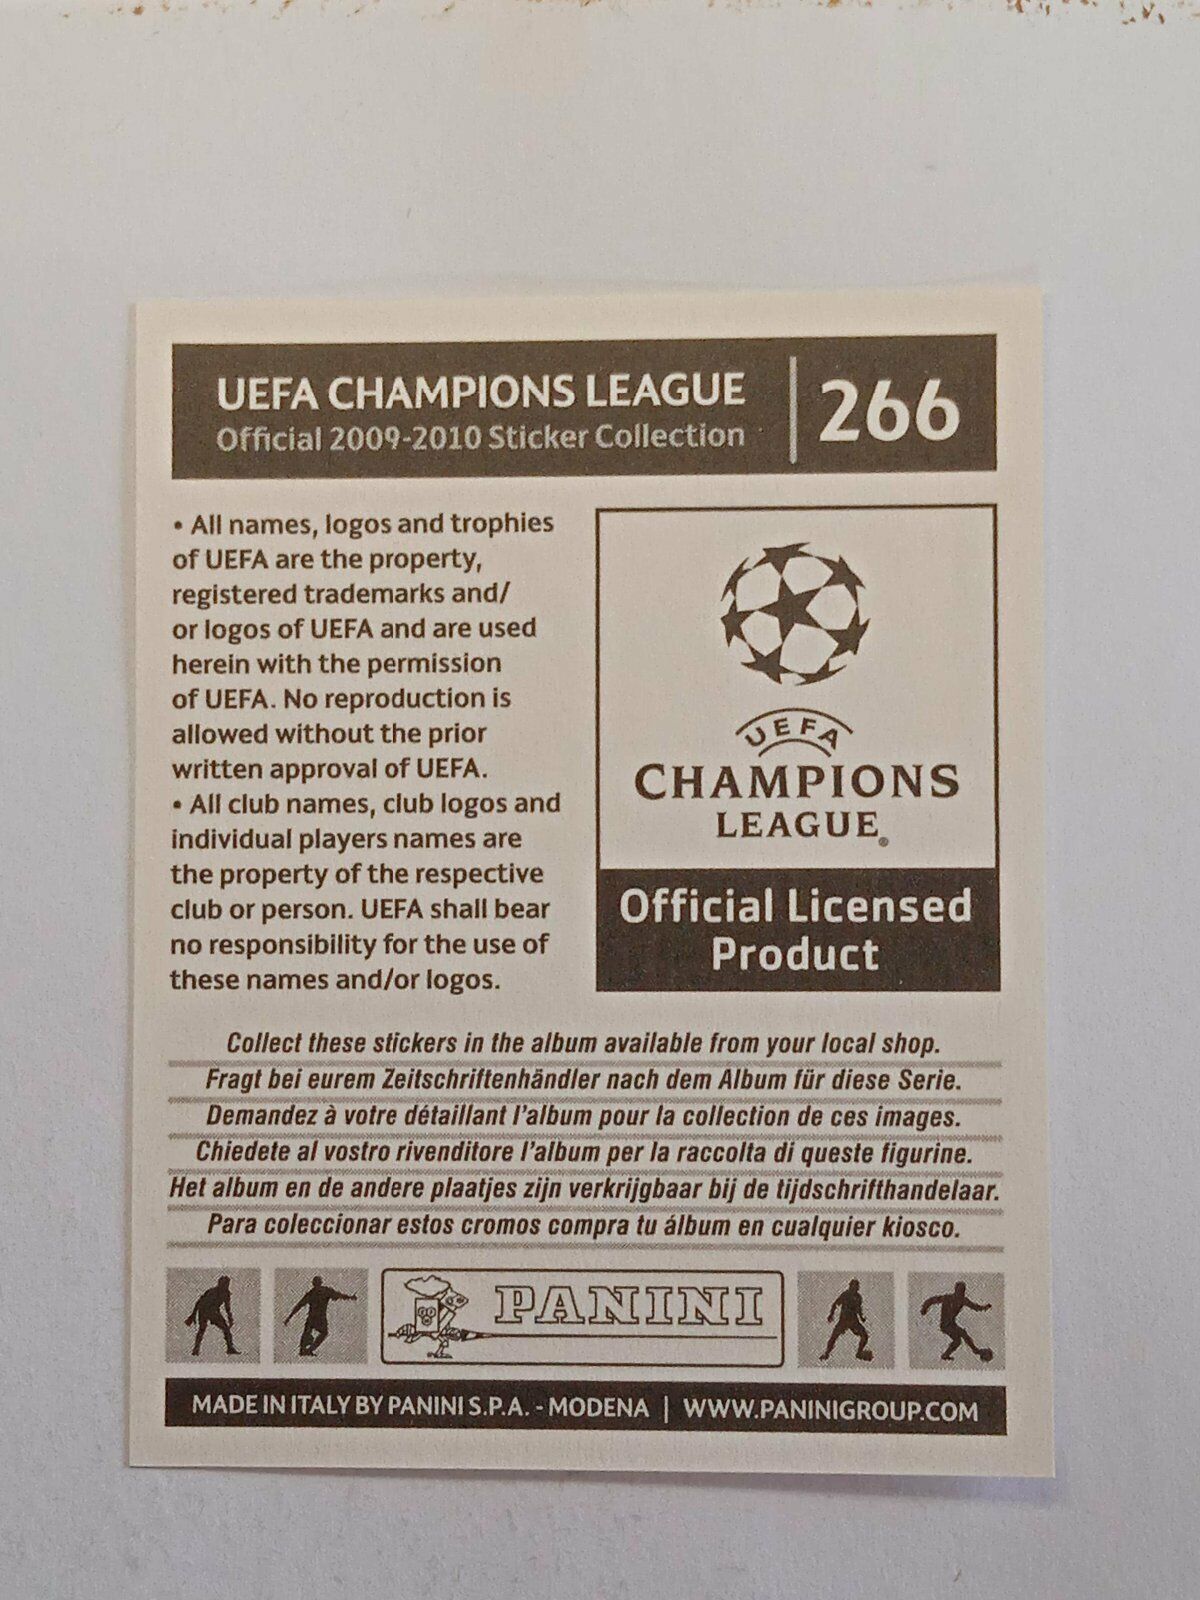 UEFA CHAMPIONS LEAGUE
Official 2009-2010 Sticker Collection
266
• All names, logos and trophies
of UEFA are the property,
registered trademarks and/
or logos of UEFA and are used
herein with the permission
of UEFA. No reproduction is
allowed without the prior
written approval of UEFA.
• All club names, club logos and
individual players names are
the property of the respective
club or person. UEFA shall bear
no responsibility for the use of
these names and/or logos.
UEFA
CHAMPIONS
LEAGUE®
Official Licensed
Product
Collect these stickers in the album available from your local shop.
Fragt bei eurem Zeitschriftenhändler nach dem Album für diese Serie.
Demandez à votre détaillant l'album pour la collection de ces images.
Chiedete al vostro rivenditore l'album per la raccolta di queste figurine.
Het album en de andere plaatjes zijn verkrijgbaar bij de tijdschrifthandelaar.
Para coleccionar estos cromos compra tu álbum en cualquier kiosco.
PANINI
MADE IN ITALY BY PANINI S.P.A. - MODENA | WWW.PANINIGROUP.COM